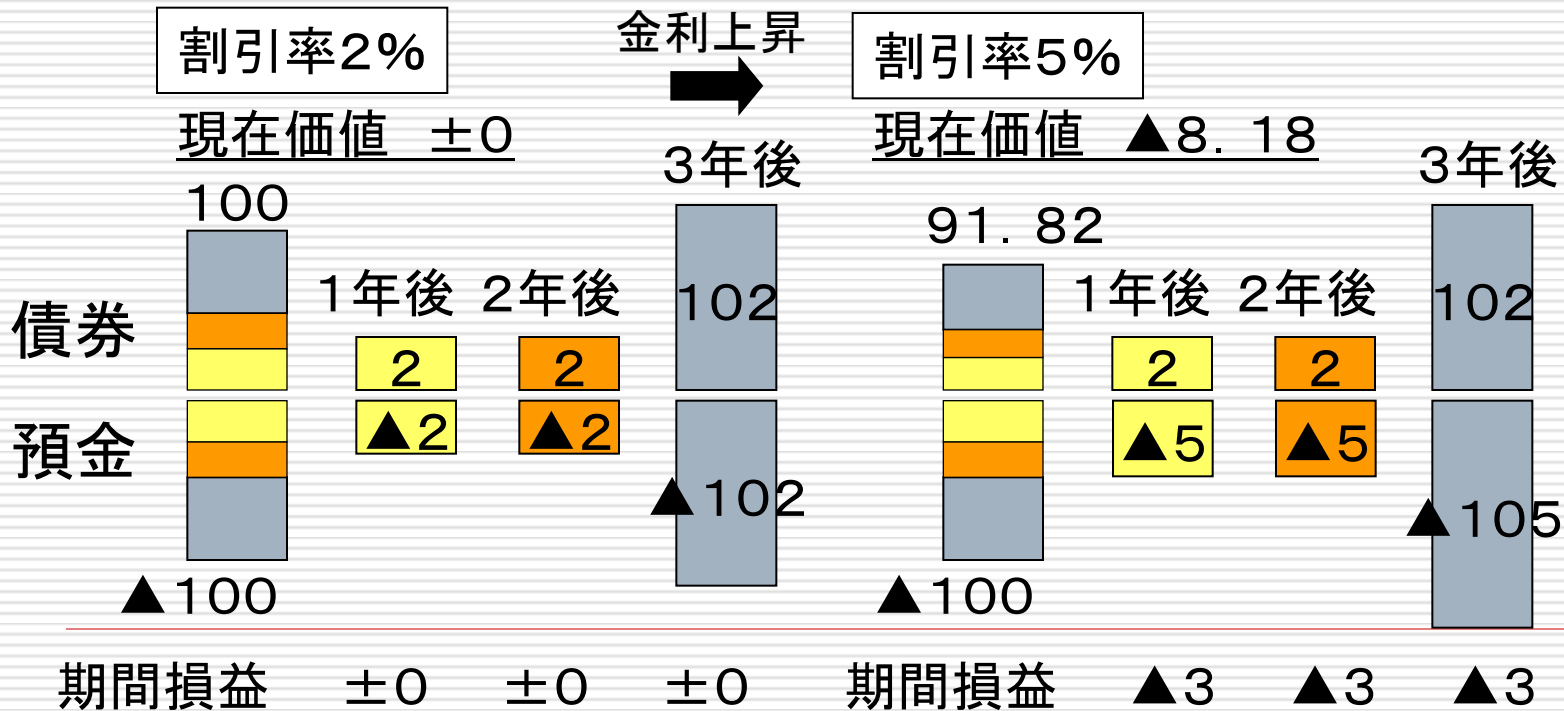 割引率2%
金利上昇
割引率5%
現在価値 ±0
現在価値 ▲8.18
100
1年後
2年後
3年後
91.82
1年後
2年後
3年後
債券
2
2
102
2
2
102
預金
▲2
▲2
▲102
▲5
▲5
▲105
▲100
▲100
期間損益 ±0 ±0 ±0
期間損益 ▲3 ▲3 ▲3